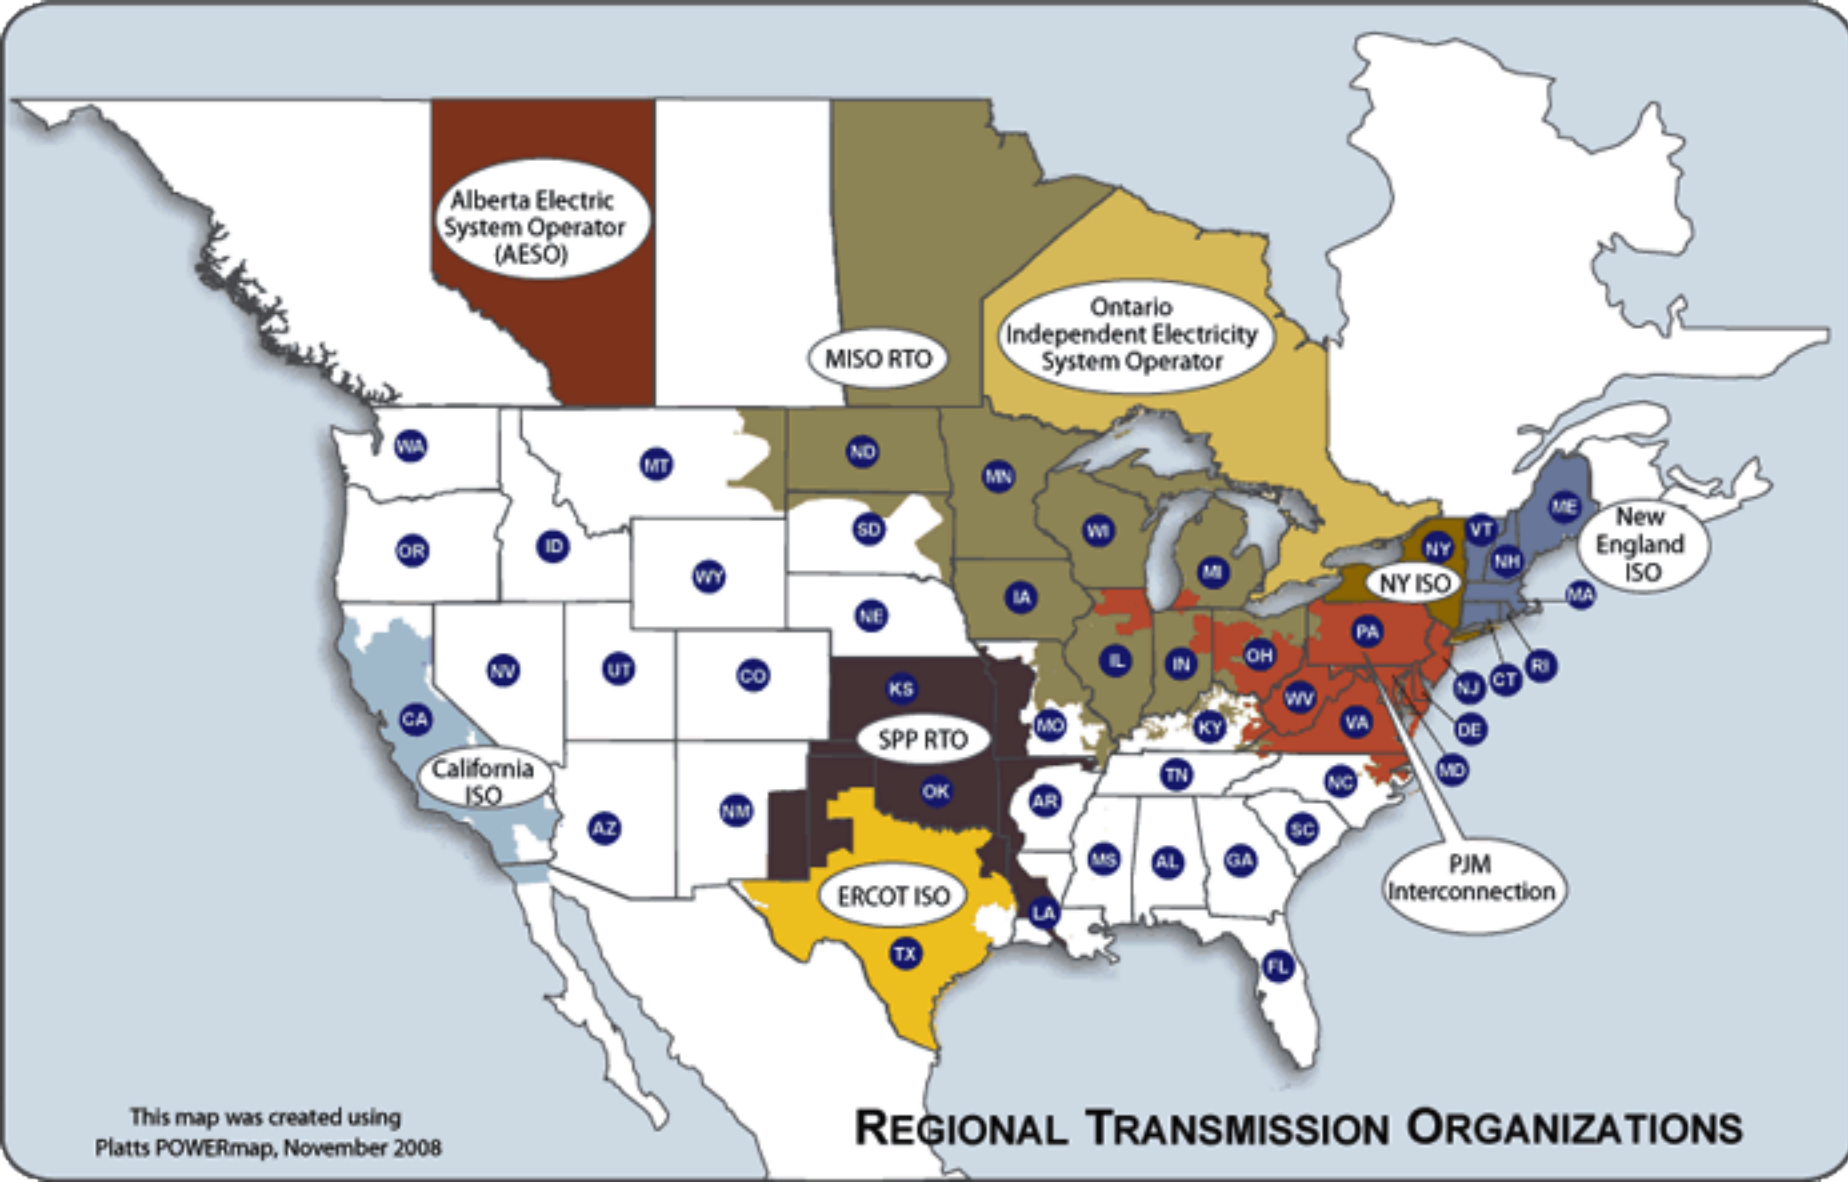 Alberta Electric
System Operator
(AESO)
Ontario
Independent Electricity
System Operator
MISO RTO
WA
MT
ND
MN
OR
ID
WY
SD
WI
MI
NY
VT
NH
ME
New
England
ISO
NY ISO
MA
NE
IA
NV
UT
CO
KS
IL
IN
OH
PA
RI
CT
NJ
DE
MD
CA
California
ISO
SPP RTO
MO
KY
WV
VA
AZ
NM
OK
AR
TN
NC
SC
MS
AL
GA
PJM
Interconnection
ERCOT ISO
LA
TX
FL
This map was created using
Platts POWERmap, November 2008
REGIONAL TRANSMISSION ORGANIZATIONS